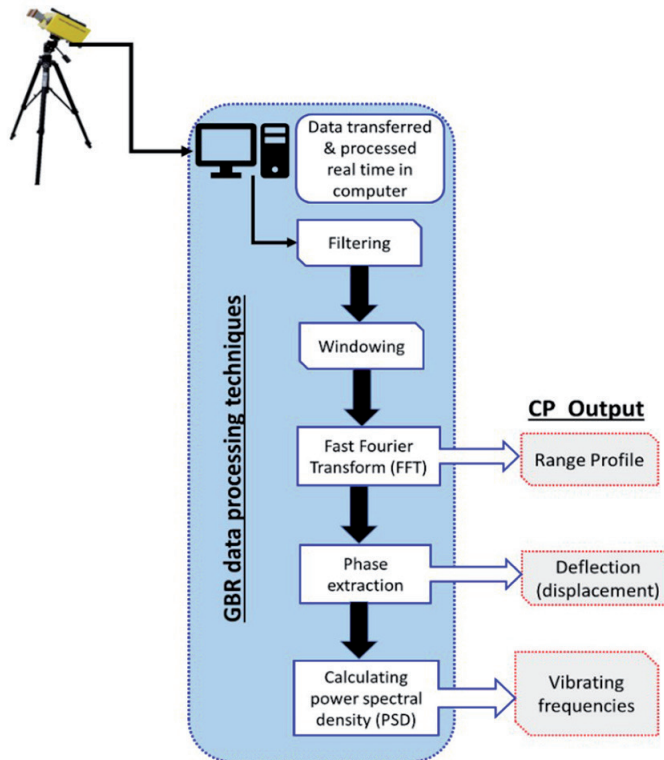 Data transferred
& processed
real time in
computer
Filtering
GBR data processing techniques
Windowing
CP Output
Fast Fourier
Transform (FFT)
Range Profile
Phase
extraction
Deflection
(displacement)
Calculating
power spectral
density (PSD)
Vibrating
frequencies